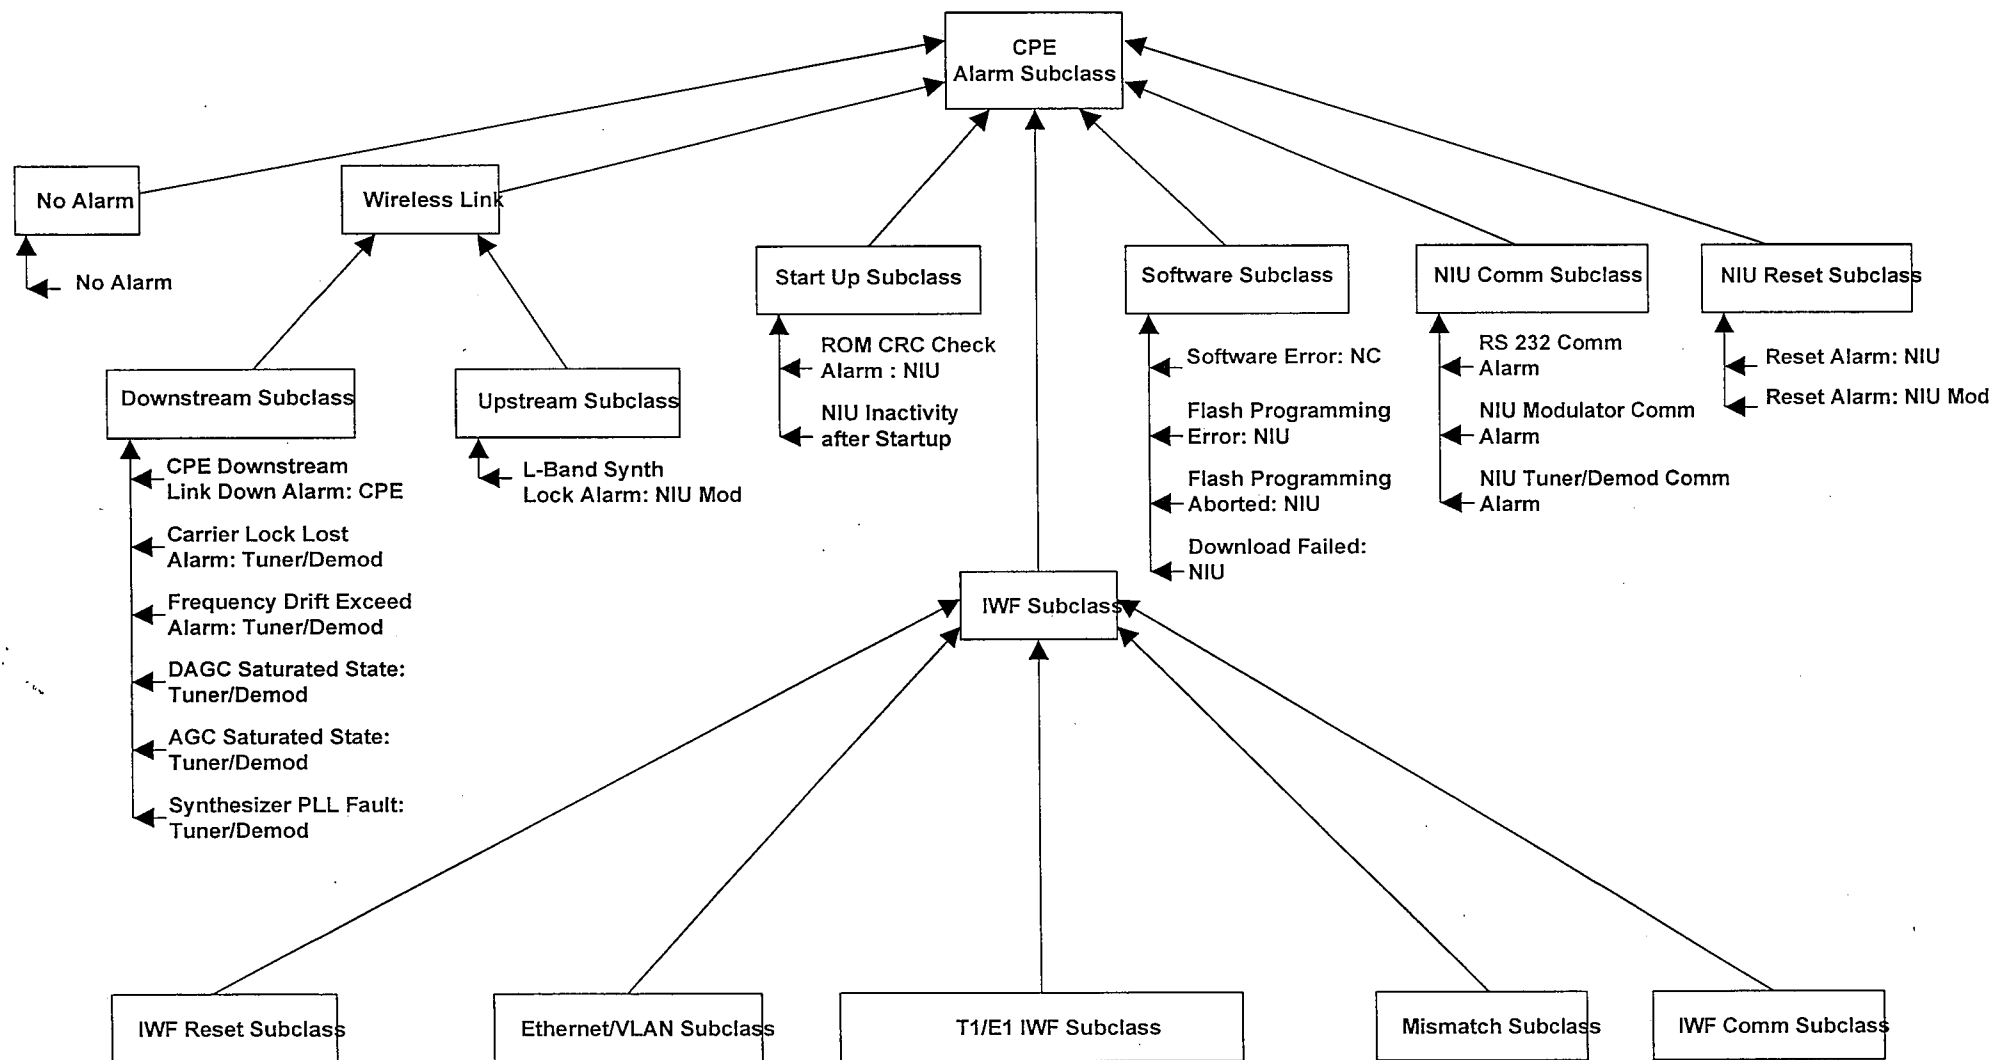 CPE
Alarm Subclass
No Alarm
Wireless Link
No Alarm
Start Up Subclass
Software Subclass
NIU Comm Subclass
NIU Reset Subclass
Downstream Subclass
Upstream Subclass
ROM CRC Check
Alarm : NIU
NIU Inactivity
after Startup
Software Error: NC
Flash Programming
Error: NIU
Flash Programming
Aborted: NIU
Download Failed:
NIU
RS 232 Comm
Alarm
NIU Modulator Comm
Alarm
NIU Tuner/Demod Comm
Alarm
Reset Alarm: NIU
Reset Alarm: NIU Mod
CPE Downstream
Link Down Alarm: CPE
Carrier Lock Lost
Alarm: Tuner/Demod
Frequency Drift Exceed
Alarm: Tuner/Demod
DAGC Saturated State:
Tuner/Demod
AGC Saturated State:
Tuner/Demod
Synthesizer PLL Fault:
Tuner/Demod
L-Band Synth
Lock Alarm: NIU Mod
IWF Subclass
IWF Reset Subclass
Ethernet/VLAN Subclass
T1/E1 IWF Subclass
Mismatch Subclass
IWF Comm Subclass